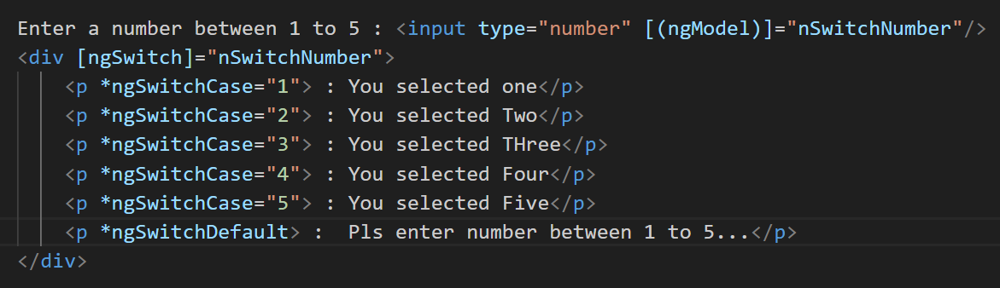 Enter a number between 1 to 5 : <input type="number" [(ngModel)]="nSwitchNumber"/>
<div [ngSwitch]="nSwitchNumber">
    <p *ngSwitchCase="1"> : You selected one</p>
    <p *ngSwitchCase="2"> : You selected Two</p>
    <p *ngSwitchCase="3"> : You selected THree</p>
    <p *ngSwitchCase="4"> : You selected Four</p>
    <p *ngSwitchCase="5"> : You selected Five</p>
    <p *ngSwitchDefault> :  Pls enter number between 1 to 5...</p>
</div>